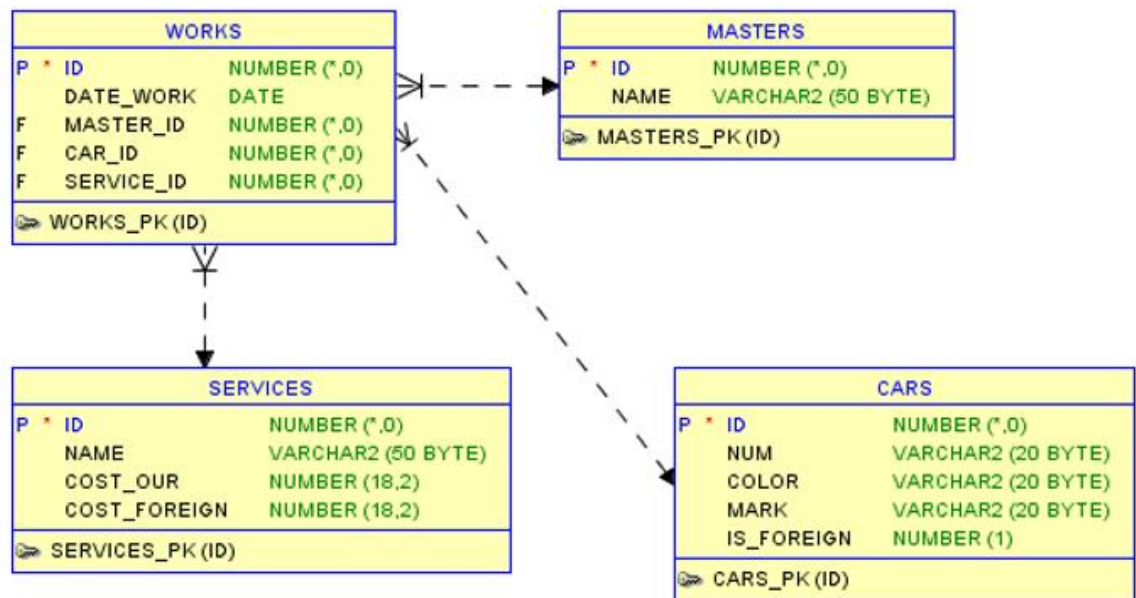 WORKS
P * ID NUMBER (*,0)
DATE_WORK DATE
F MASTER_ID NUMBER (*,0)
F CAR_ID NUMBER (*,0)
F SERVICE_ID NUMBER (*,0)
WORKS_PK (ID)
MASTERS
P * ID NUMBER (*,0)
NAME VARCHAR2 (50 BYTE)
MASTERS_PK (ID)
SERVICES
P * ID NUMBER (*,0)
NAME VARCHAR2 (50 BYTE)
COST_OUR NUMBER (18,2)
COST_FOREIGN NUMBER (18,2)
SERVICES_PK (ID)
CARS
P * ID NUMBER (*,0)
NUM VARCHAR2 (20 BYTE)
COLOR VARCHAR2 (20 BYTE)
MARK VARCHAR2 (20 BYTE)
IS_FOREIGN NUMBER (1)
CARS_PK (ID)